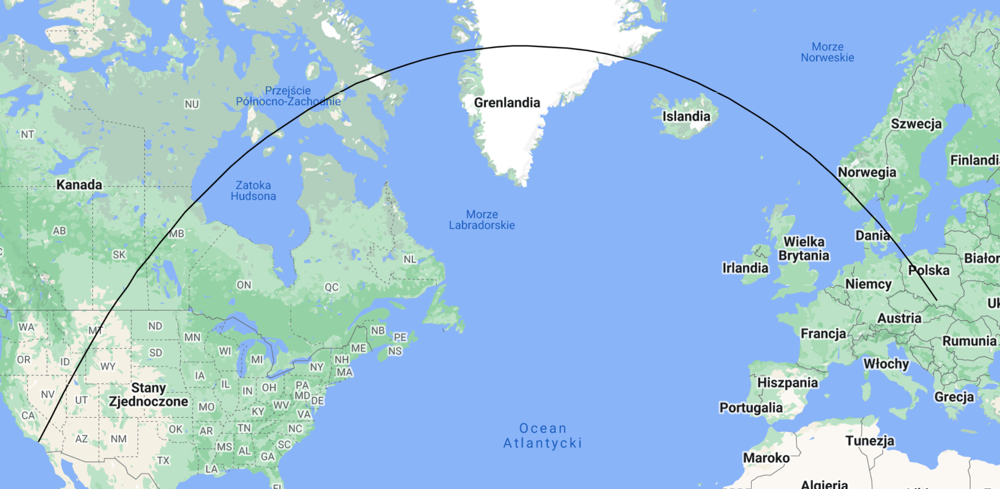 Morze
Norweskie
Przejście
Północno-Zachodnie
NU
Grenlandia
Islandia
Szwecja
NT
Finlandi
Norwegia
Kanada
Zatoka
Hudsona
Morze
Labradorskie
AB
MB
Dania
SK
Wielka
Brytania
NL
Białor
Irlandia
Polska
ON
QC
Niemcy
Uk
WA
MT
ND
MN
NB
PE
Austria
Francja
Rumunia
OR
ID
WY
SD
WI
MI
ME
NS
NH
NY
MA
Włochy
IA
IL
IN
OH
PA
MD
DE
Hiszpania
NV
UT
Stany
Zjednoczone
MO
KY
WV
VA
Grecja
Portugalia
CA
AZ
NM
OK
AR
TN
NC
Ocean
Atlantycki
MS
AL
SC
GA
Tunezja
TX
LA
Maroko
FL
Algieria